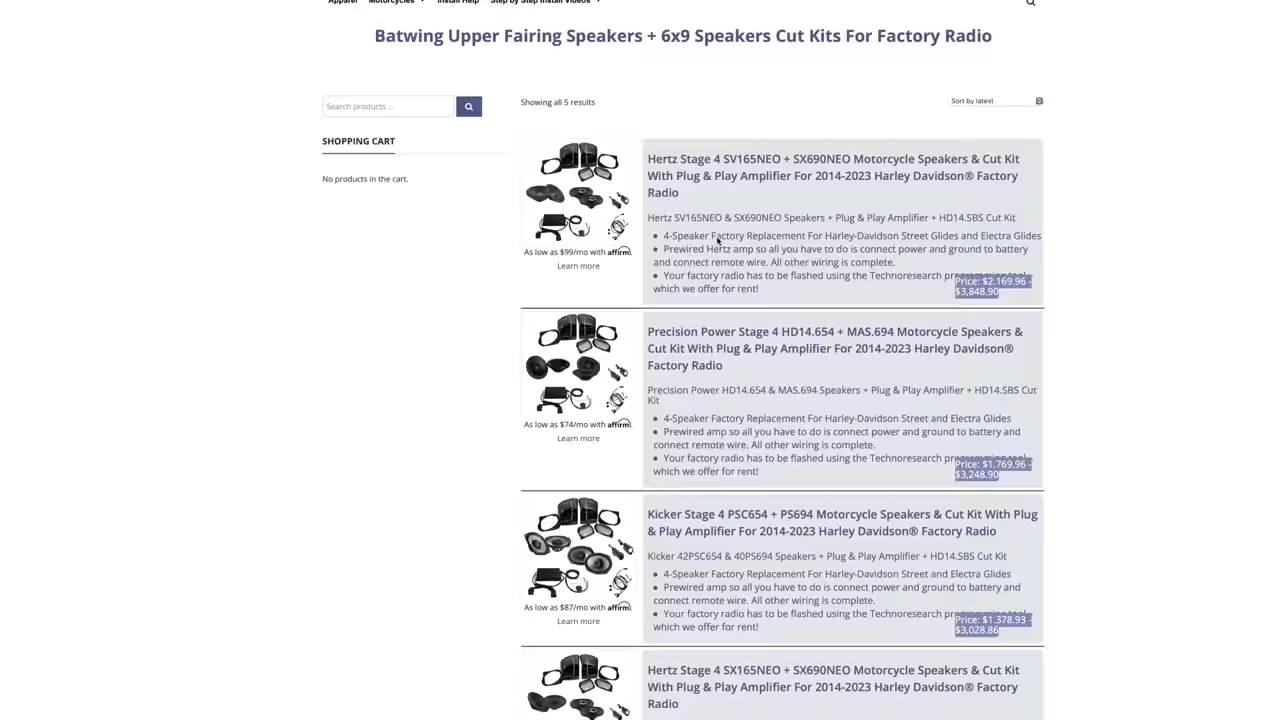 Apparel Motorcycles Install Help Step by Step Install Videos
Batwing Upper Fairing Speakers + 6x9 Speakers Cut Kits For Factory Radio
Search products ...
Showing all 5 results
Sort by latest
SHOPPING CART
No products in the cart.
Hertz Stage 4 SV165NEO + SX690NEO Motorcycle Speakers & Cut Kit
With Plug & Play Amplifier For 2014-2023 Harley Davidson® Factory
Radio
Hertz SV165NEO & SX690NEO Speakers + Plug & Play Amplifier + HD14.SBS Cut Kit
4-Speaker Factory Replacement For Harley-Davidson Street Glides and Electra Glides
Prewired Hertz amp so all you have to do is connect power and ground to battery
and connect remote wire. All other wiring is complete.
Your factory radio has to be flashed using the Technoresearch programming tool
which we offer for rent!
Price: $2,169.96 -
$3,848.90
As low as $99/mo with affirm.
Learn more
Precision Power Stage 4 HD14.654 + MAS.694 Motorcycle Speakers &
Cut Kit With Plug & Play Amplifier For 2014-2023 Harley Davidson®
Factory Radio
Precision Power HD14.654 & MAS.694 Speakers + Plug & Play Amplifier + HD14.SBS Cut
Kit
4-Speaker Factory Replacement For Harley-Davidson Street and Electra Glides
Prewired amp so all you have to do is connect power and ground to battery and
connect remote wire. All other wiring is complete.
Your factory radio has to be flashed using the Technoresearch programming tool
which we offer for rent!
Price: $1,769.96 -
$3,248.90
As low as $74/mo with affirm.
Learn more
Kicker Stage 4 PSC654 + PS694 Motorcycle Speakers & Cut Kit With Plug
& Play Amplifier For 2014-2023 Harley Davidson® Factory Radio
Kicker 42PSC654 & 40PS694 Speakers + Plug & Play Amplifier + HD14.SBS Cut Kit
4-Speaker Factory Replacement For Harley-Davidson Street and Electra Glides
Prewired amp so all you have to do is connect power and ground to battery and
connect remote wire. All other wiring is complete.
Your factory radio has to be flashed using the Technoresearch programming tool
which we offer for rent!
Price: $1,378.93 -
$3,028.86
As low as $87/mo with affirm.
Learn more
Hertz Stage 4 SX165NEO + SX690NEO Motorcycle Speakers & Cut Kit
With Plug & Play Amplifier For 2014-2023 Harley Davidson® Factory
Radio